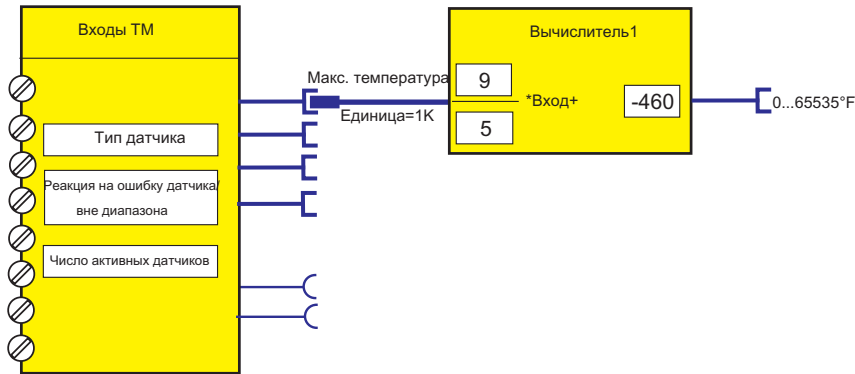 Входы ТМ
Тип датчика
Реакция на ошибку датчика/
вне диапазона
Число активных датчиков
Макс. температура
Единица=1K
Вычислитель1
9
5
*Вход+
-460
0...65535°F